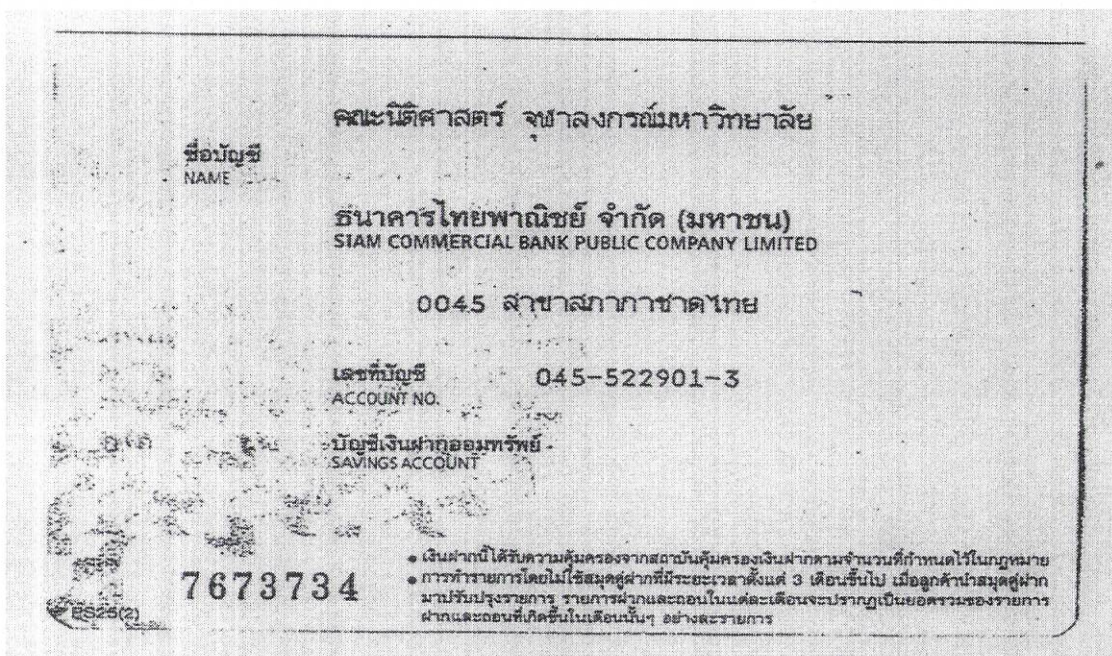 คณะนิติศาสตร์ จุฬาลงกรณ์มหาวิทยาลัย
ชื่อบัญชี
NAME
ธนาคารไทยพาณิชย์ จำกัด (มหาชน)
SIAM COMMERCIAL BANK PUBLIC COMPANY LIMITED
0045 สาขาสภากาชาดไทย
เลขที่บัญชี 045-522901-3
ACCOUNT NO.
บัญชีเงินฝากออมทรัพย์
SAVINGS ACCOUNT
• เงินฝากนี้ได้รับความคุ้มครองจากสถาบันคุ้มครองเงินฝากตามจำนวนที่กำหนดไว้ในกฎหมาย
• การทำรายการโดยไม่ใช้สมุดคู่ฝากที่มีระยะเวลาตั้งแต่ 3 เดือนขึ้นไป เมื่อลูกค้านำสมุดคู่ฝาก
มาปรับปรุงรายการ รายการฝากและถอนในแต่ละเดือนจะปรากฏเป็นยอดรวมของรายการ
ฝากและถอนที่เกิดขึ้นในเดือนนั้นๆ อย่างละรายการ
7673734
ES25(2)